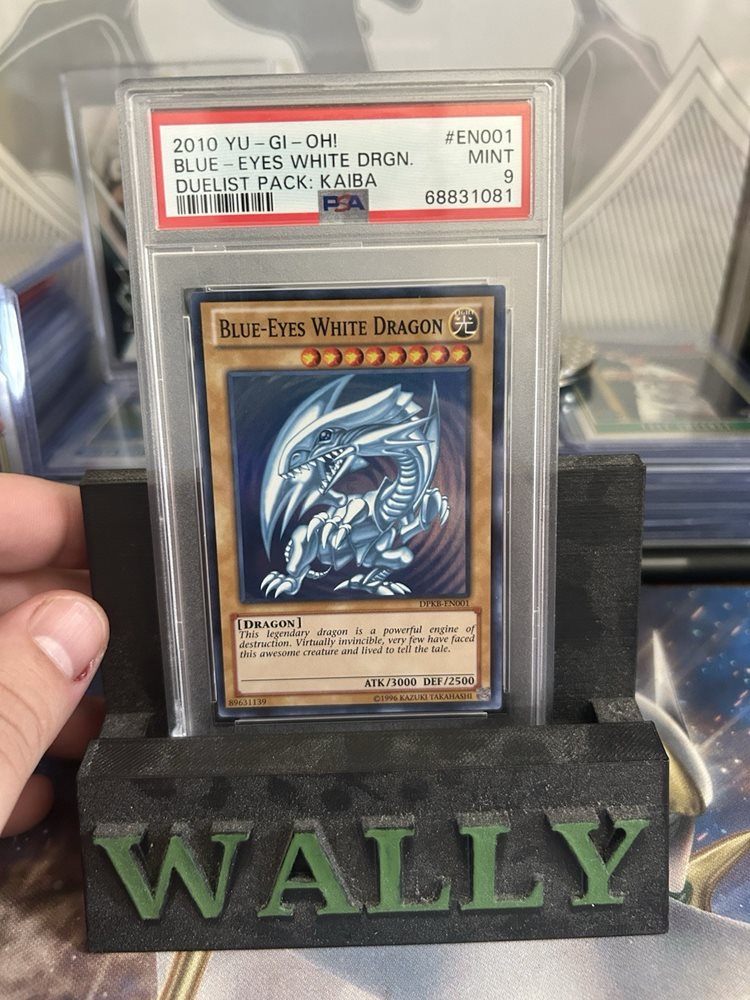 2010 YU-GI-OH! #EN001
BLUE-EYES WHITE DRGN. MINT
DUELIST PACK: KAIBA 9
PSA 68831081
BLUE-EYES WHITE DRAGON
LIGHT
光
DPKB-EN001
[DRAGON]
This legendary dragon is a powerful engine of
destruction. Virtually invincible, very few have faced
this awesome creature and lived to tell the tale.
ATK/3000 DEF/2500
89631139 ©1996 KAZUKI TAKAHASHI
WALLY